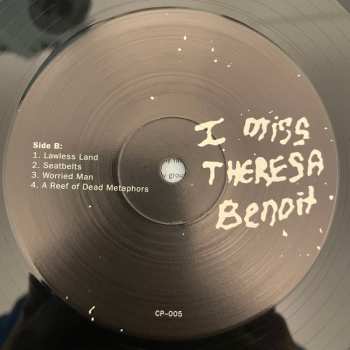 Side B:
1. Lawless Land
2. Seatbelts
3. Worried Man
4. A Reef of Dead Metaphors
I Miss
THERESA
Benoit
CP-005